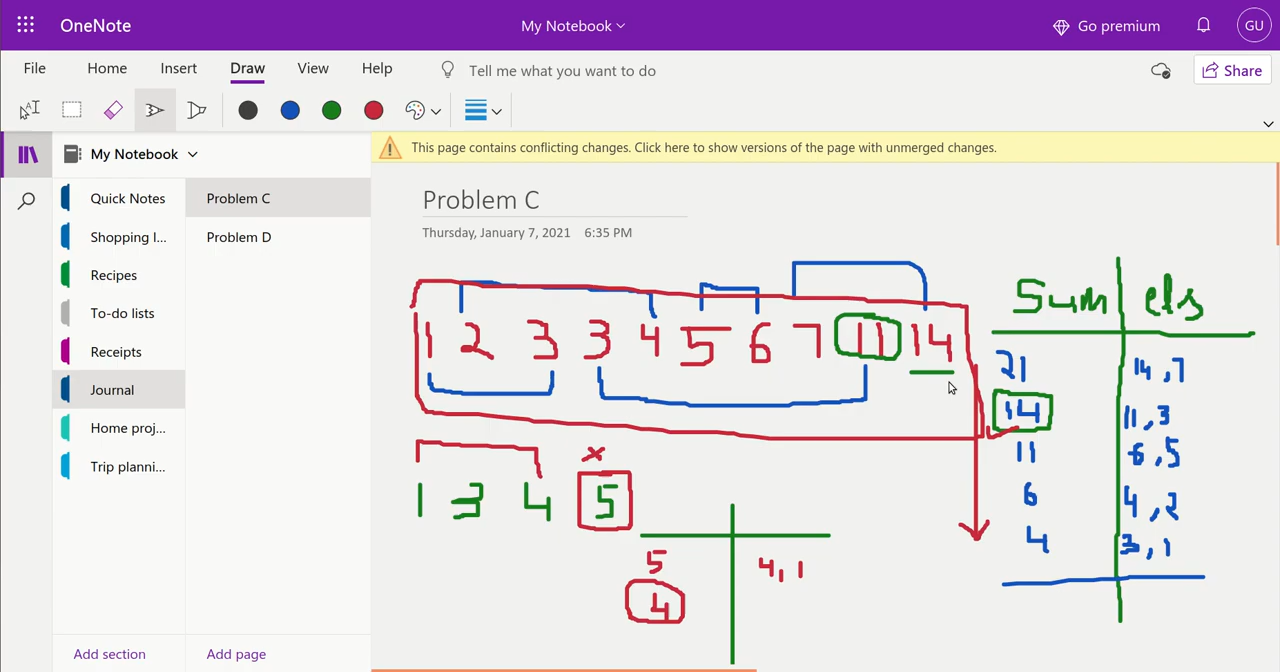 OneNote My Notebook Go premium GU
File Home Insert Draw View Help Tell me what you want to do Share
My Notebook
This page contains conflicting changes. Click here to show versions of the page with unmerged changes.
Quick Notes
Shopping l...
Recipes
To-do lists
Receipts
Journal
Home proj...
Trip planni...
Add section
Problem C
Problem D
Add page
Problem C
Thursday, January 7, 2021 6:35 PM
1 2 3 3 4 5 6 7 11 14
x
1 3 4 5
5 4, 1
4
Sum els
21 14, 7
14 11, 3
11 6, 5
6 4, 2
4 3, 1